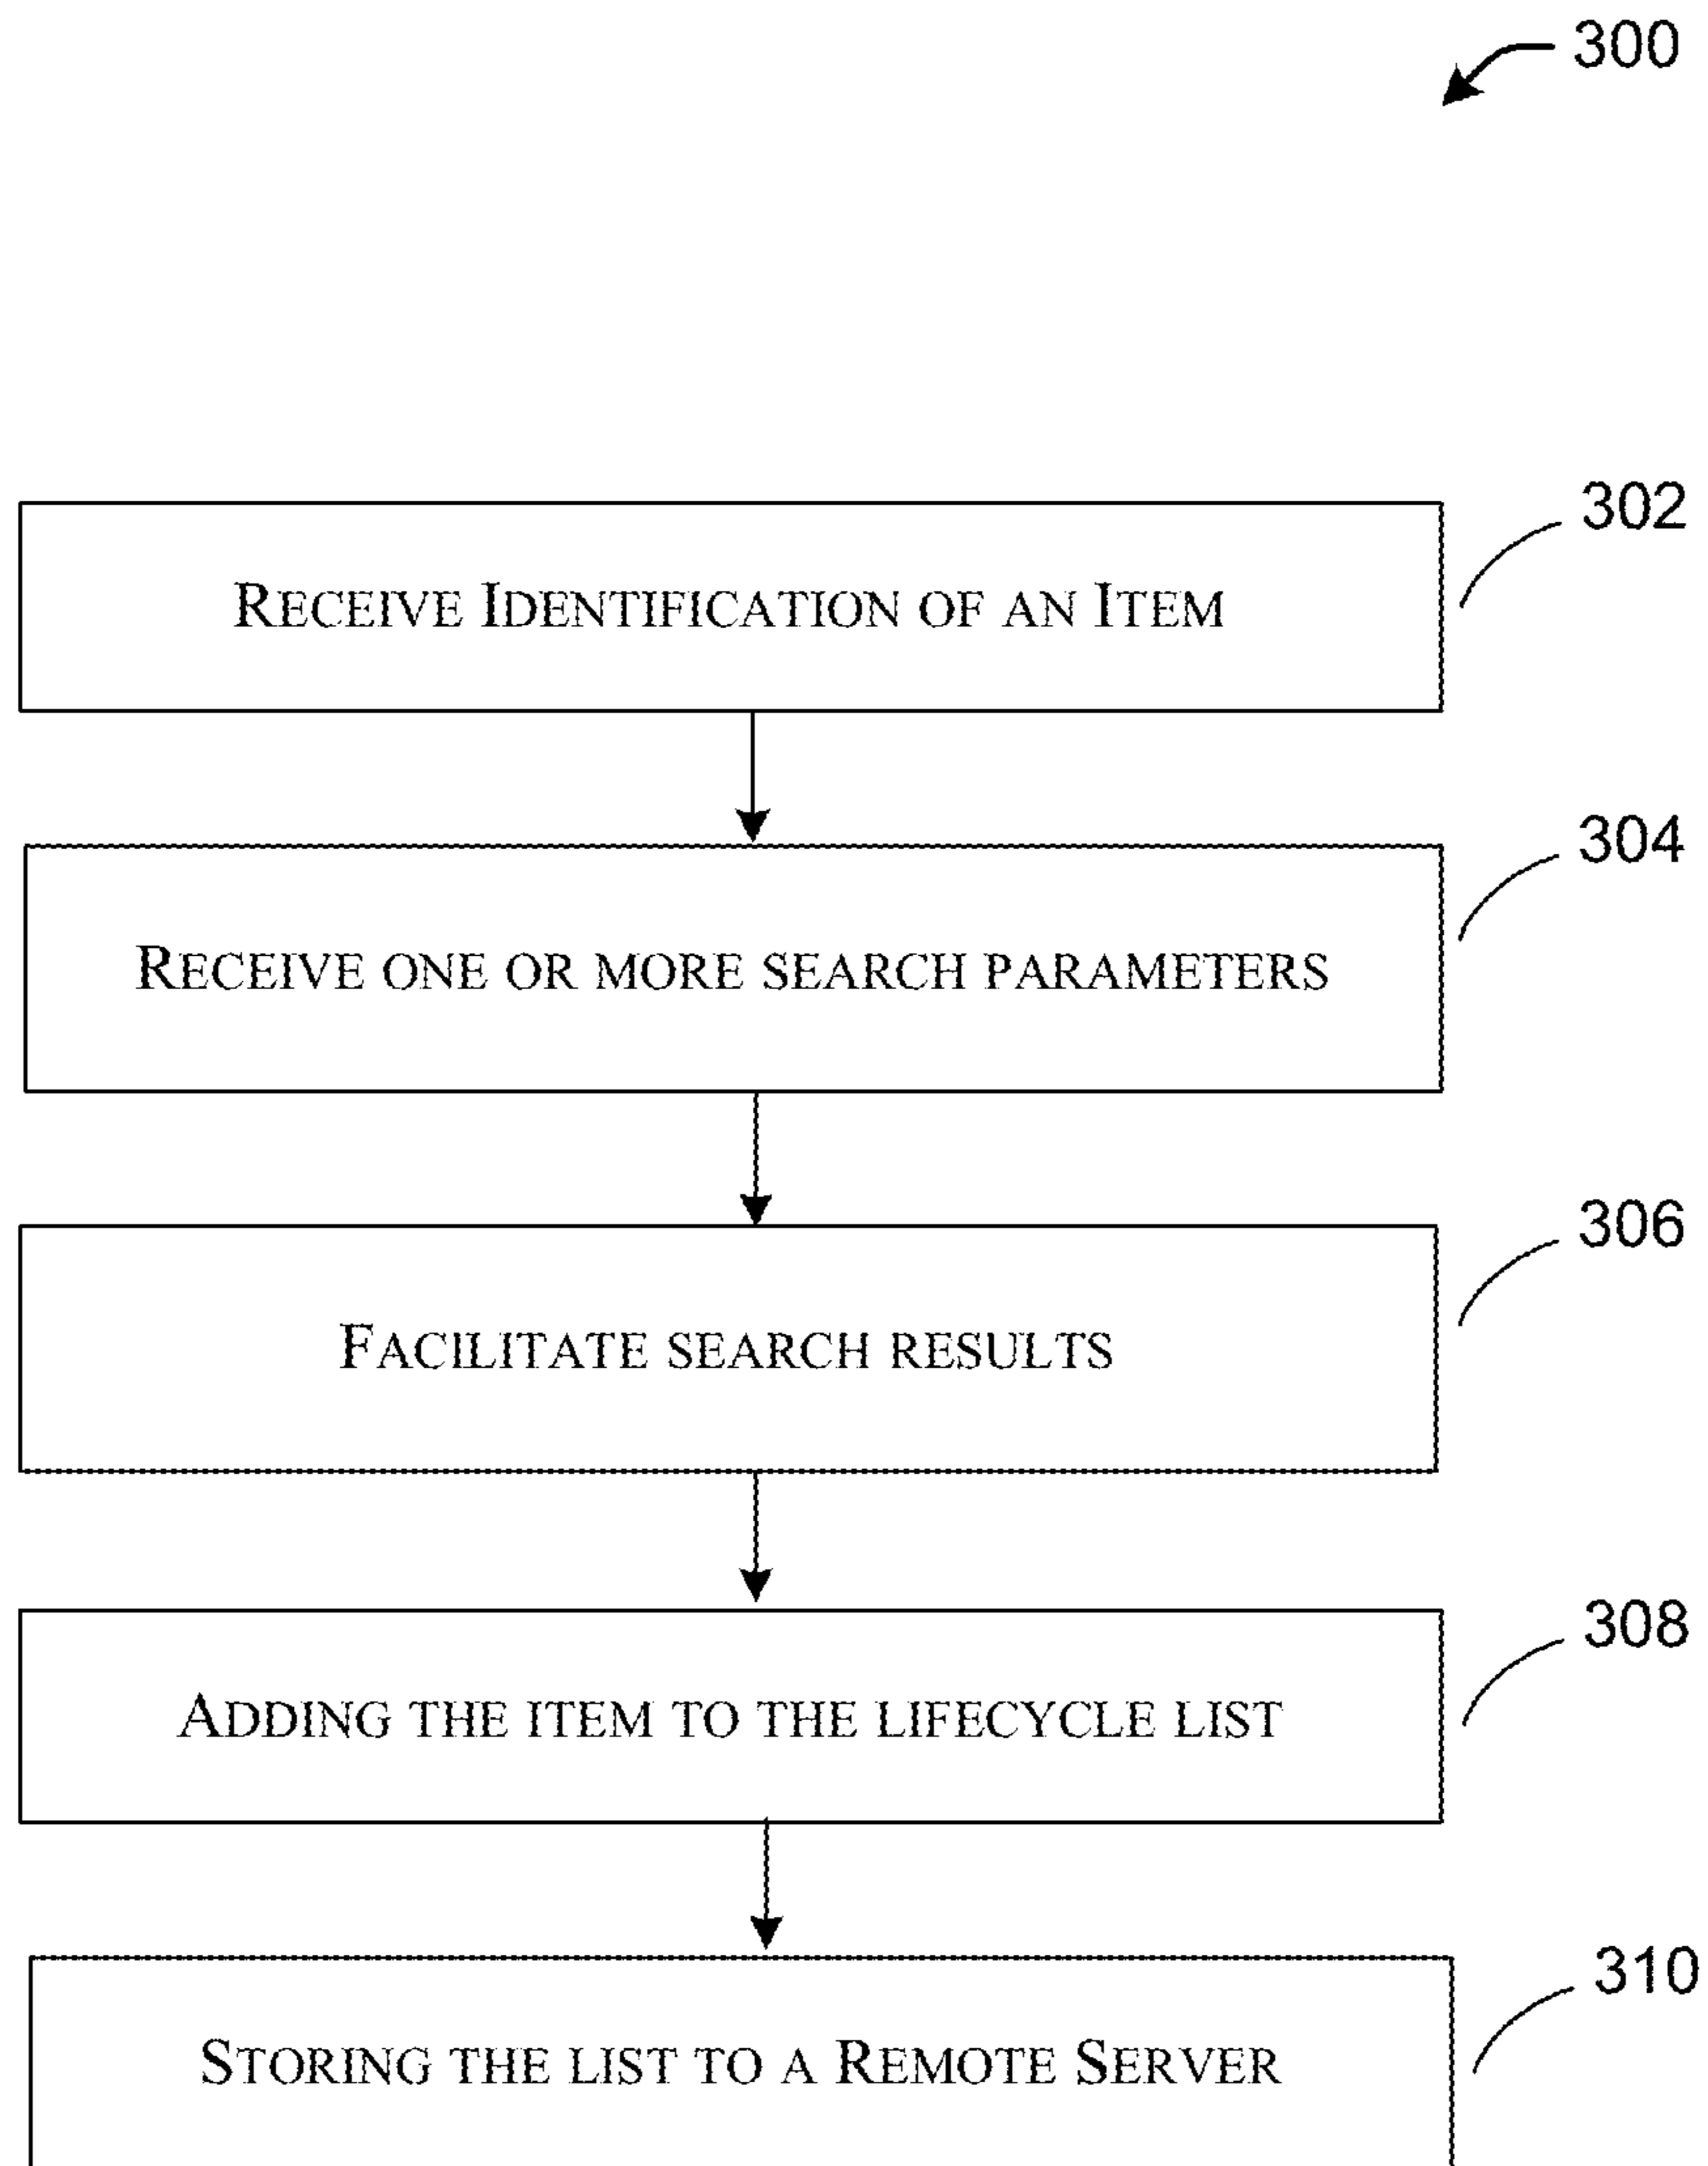 300
302
RECEIVE IDENTIFICATION OF AN ITEM
304
RECEIVE ONE OR MORE SEARCH PARAMETERS
306
FACILITATE SEARCH RESULTS
308
ADDING THE ITEM TO THE LIFECYCLE LIST
310
STORING THE LIST TO A REMOTE SERVER